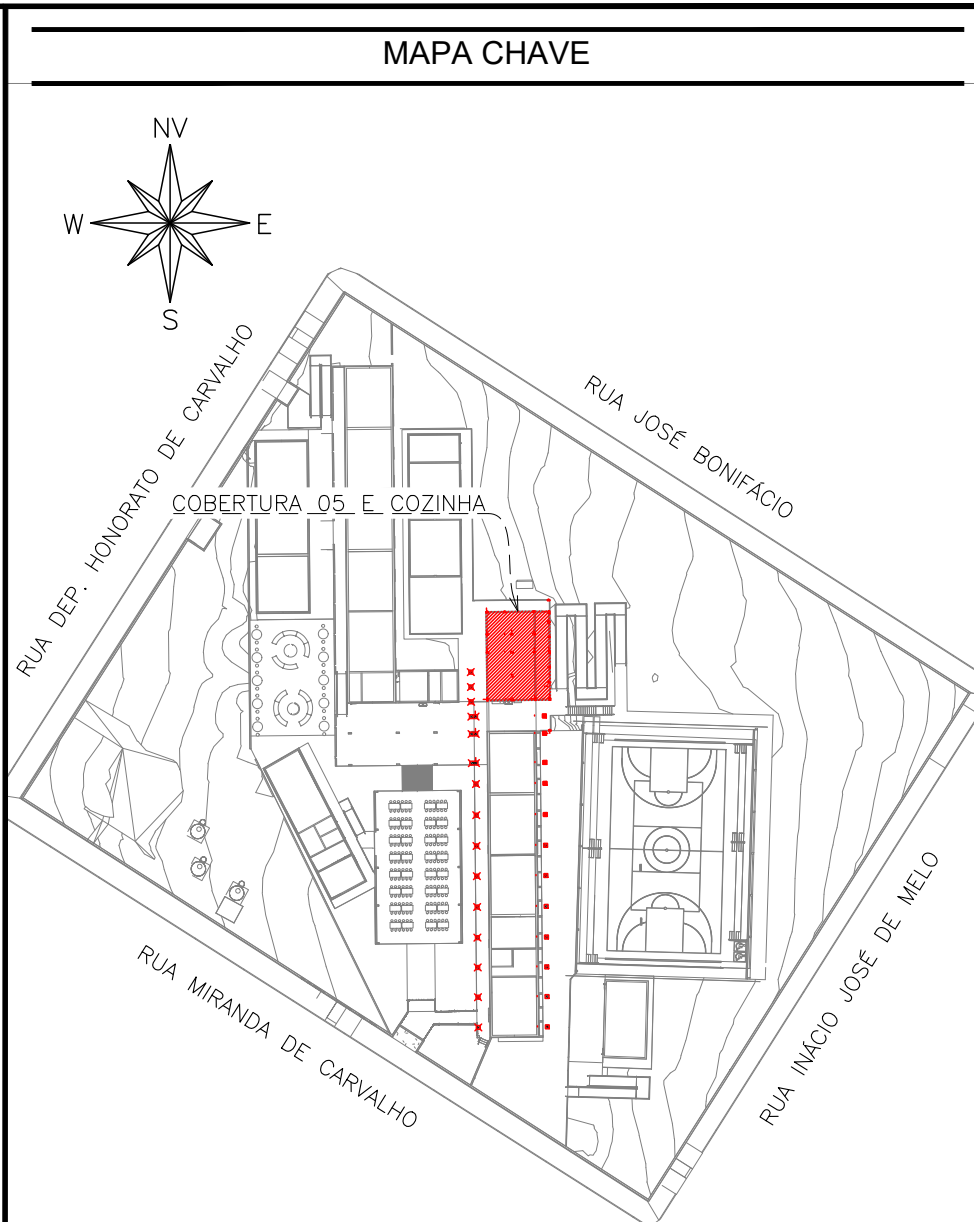 MAPA CHAVE
NV
W
E
S
RUA DEP. HONORATO DE CARVALHO
RUA JOSÉ BONIFÁCIO
COBERTURA 05 E COZINHA
RUA MIRANDA DE CARVALHO
RUA INÁCIO JOSÉ DE MELO